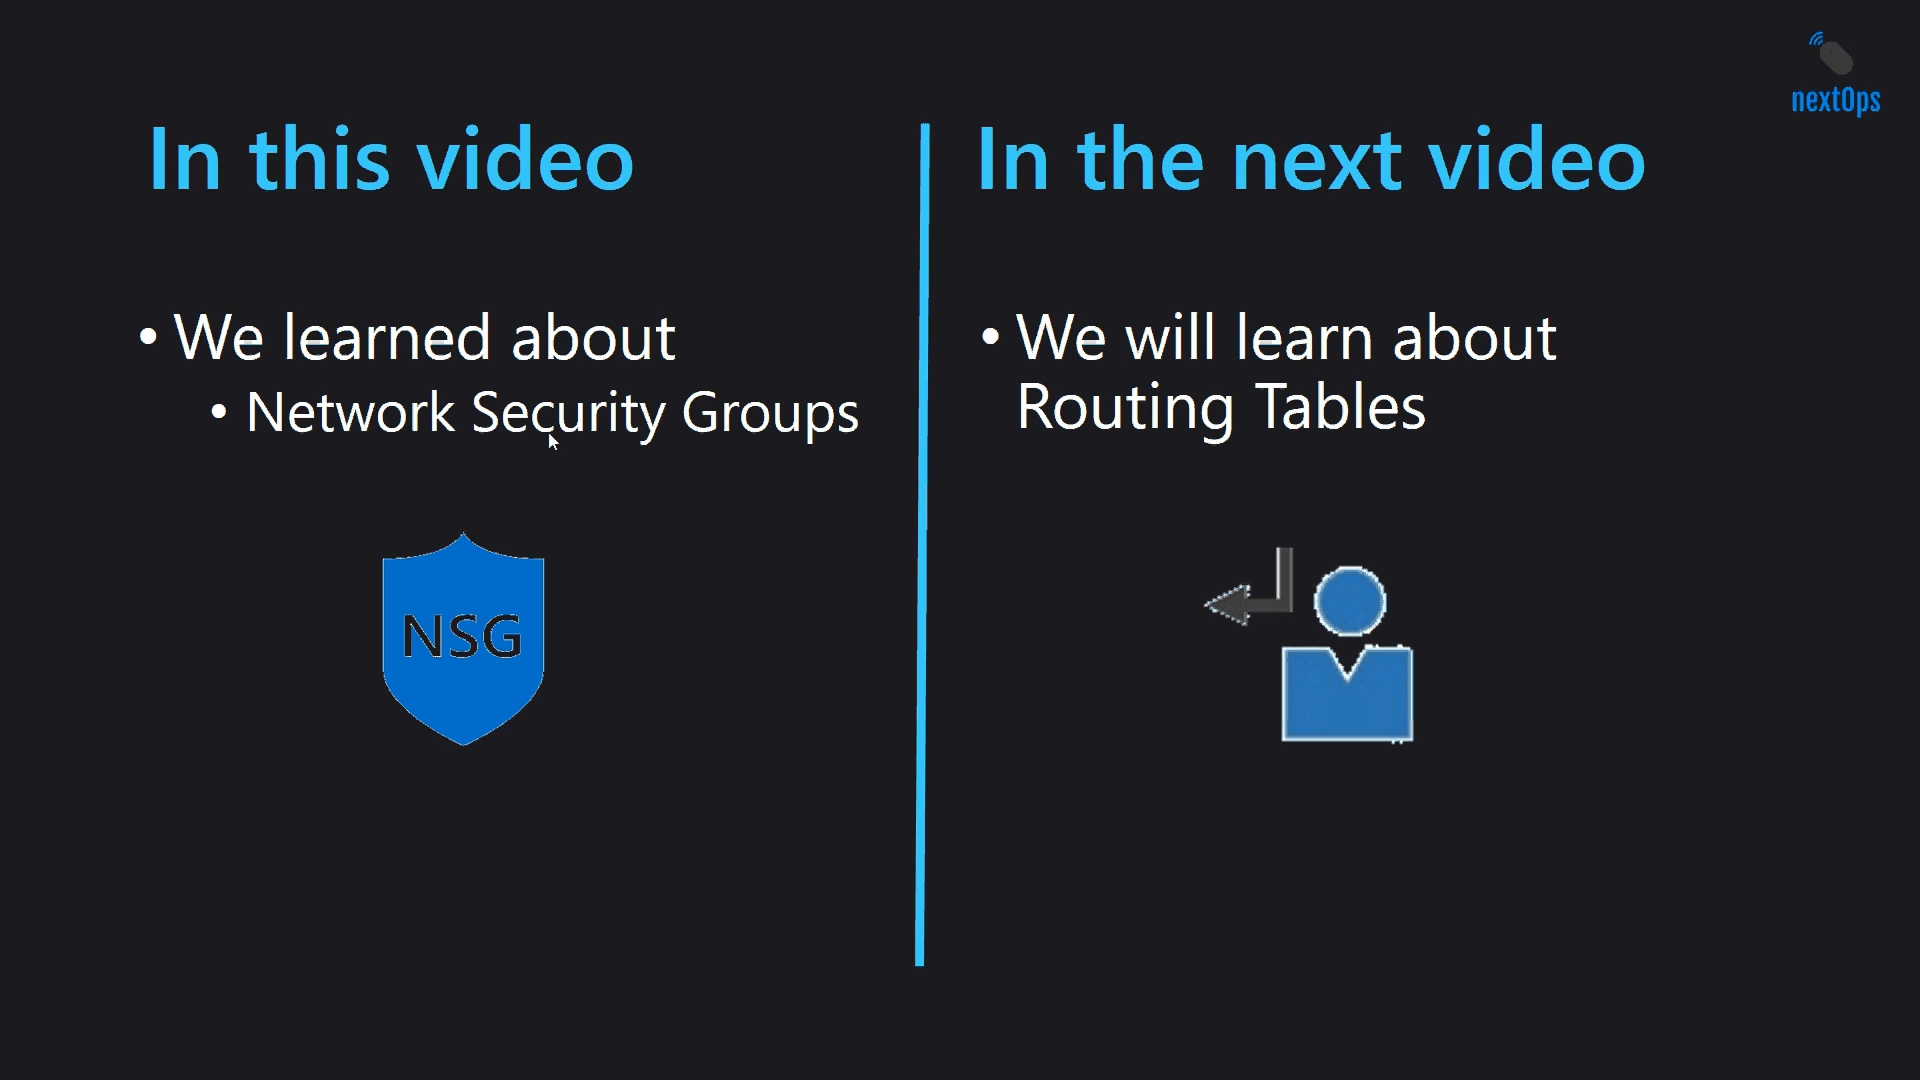 nextOps
In this video
• We learned about
• Network Security Groups
NSG
In the next video
• We will learn about
Routing Tables